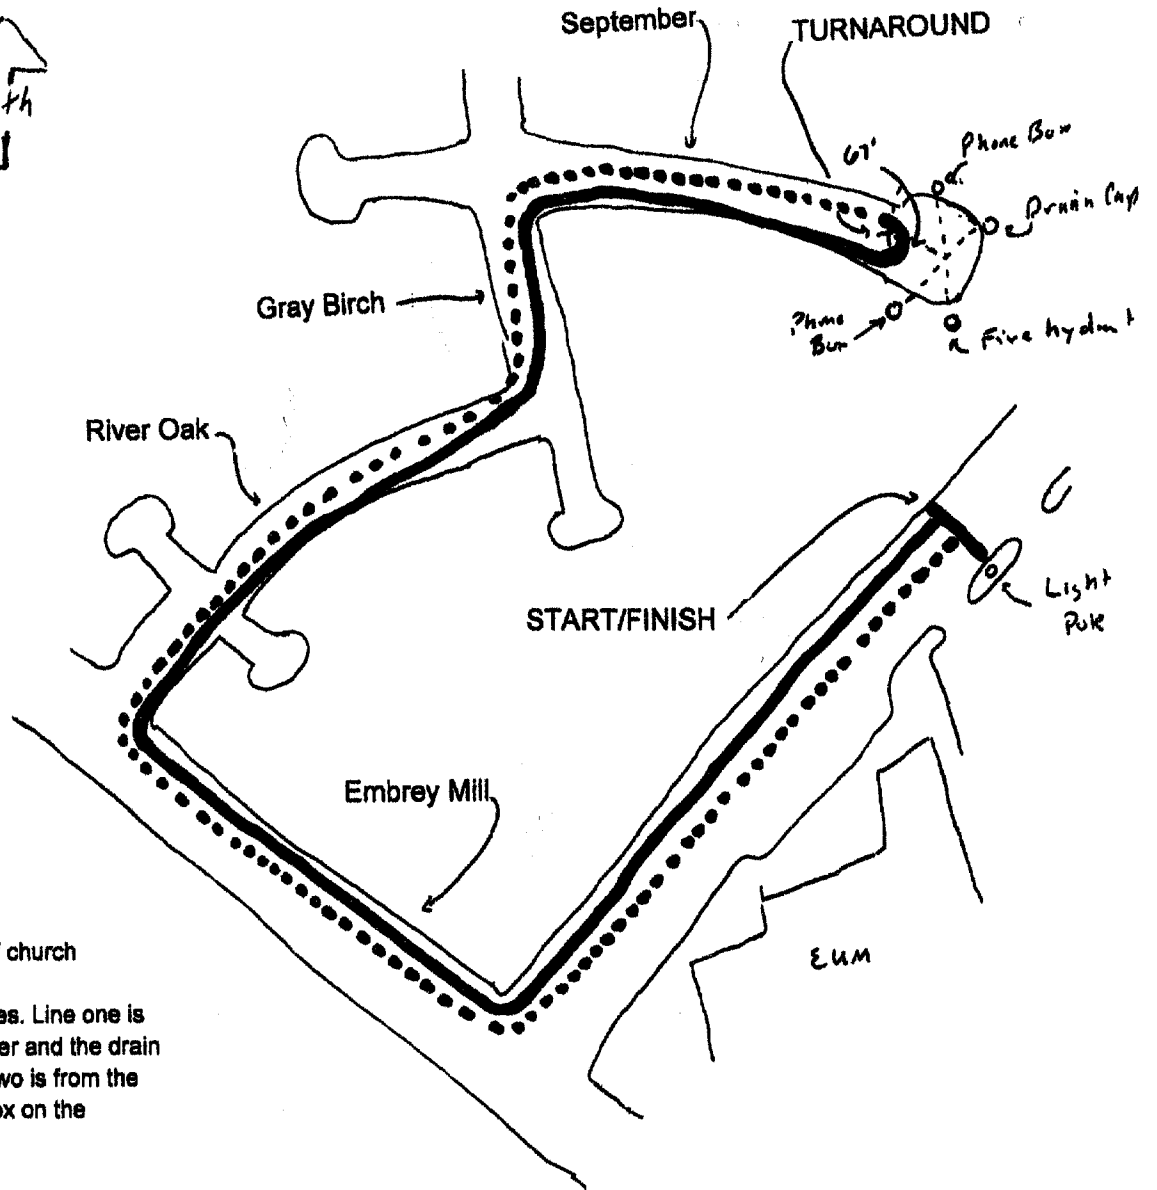 September
TURNAROUND
th
67'
Phone Box
Drain Cap
Gray Birch
Phone
Box
Fire hydrant
River Oak
START/FINISH
Light
Pole
Embrey Mill
EUM
church
es. Line one is
er and the drain
wo is from the
ox on the